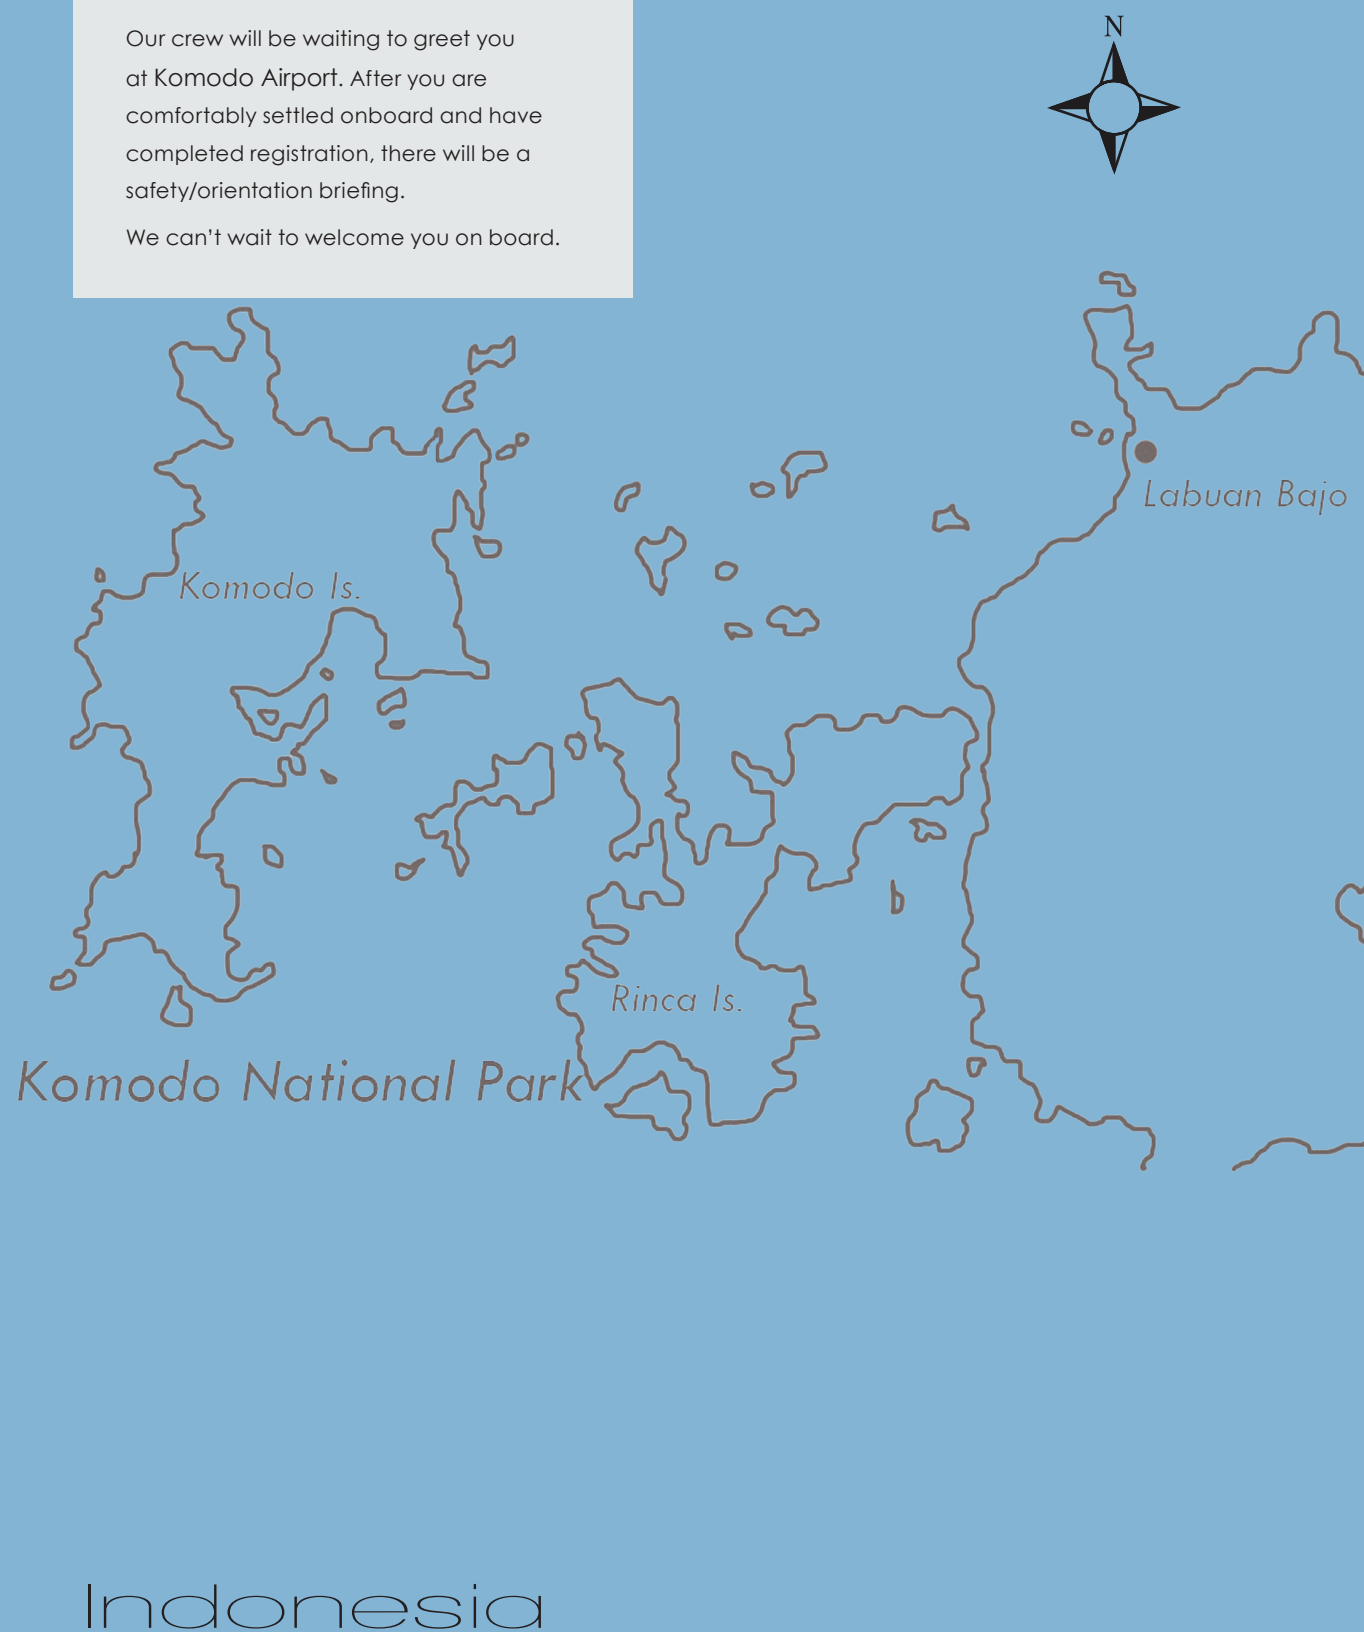 Our crew will be waiting to greet you
at Komodo Airport. After you are
comfortably settled onboard and have
completed registration, there will be a
safety/orientation briefing.
We can't wait to welcome you on board.
N
Labuan Bajo
Komodo Is.
Rinca Is.
Komodo National Park
Indonesia